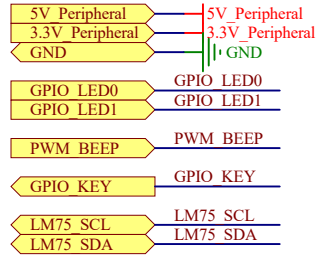 5V_Peripheral 5V_Peripheral
3.3V_Peripheral 3.3V_Peripheral
GND GND
GPIO_LED0 GPIO_LED0
GPIO_LED1 GPIO_LED1
PWM_BEEP PWM_BEEP
GPIO_KEY GPIO_KEY
LM75_SCL LM75_SCL
LM75_SDA LM75_SDA